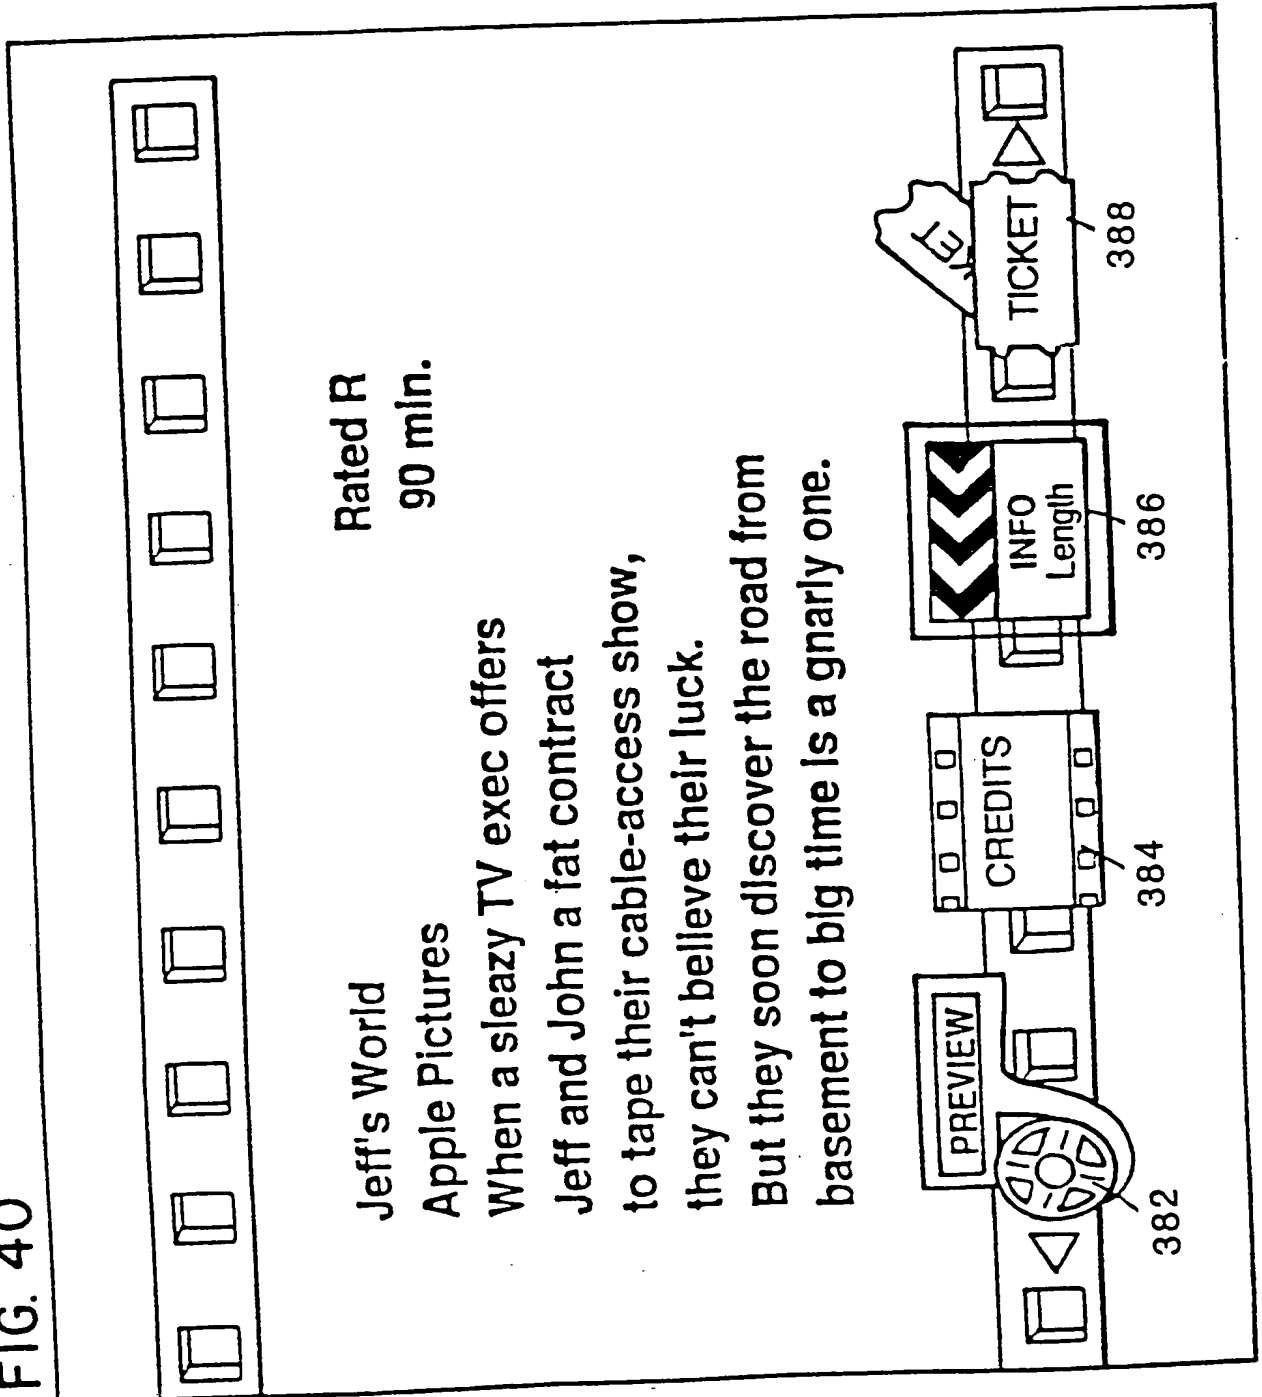 FIG. 40
Jeff's World Rated R
Apple Pictures 90 min.
When a sleazy TV exec offers
Jeff and John a fat contract
to tape their cable-access show,
they can't believe their luck.
But they soon discover the road from
basement to big time is a gnarly one.
PREVIEW
CREDITS
INFO
Length
KET
TICKET
382
384
386
388